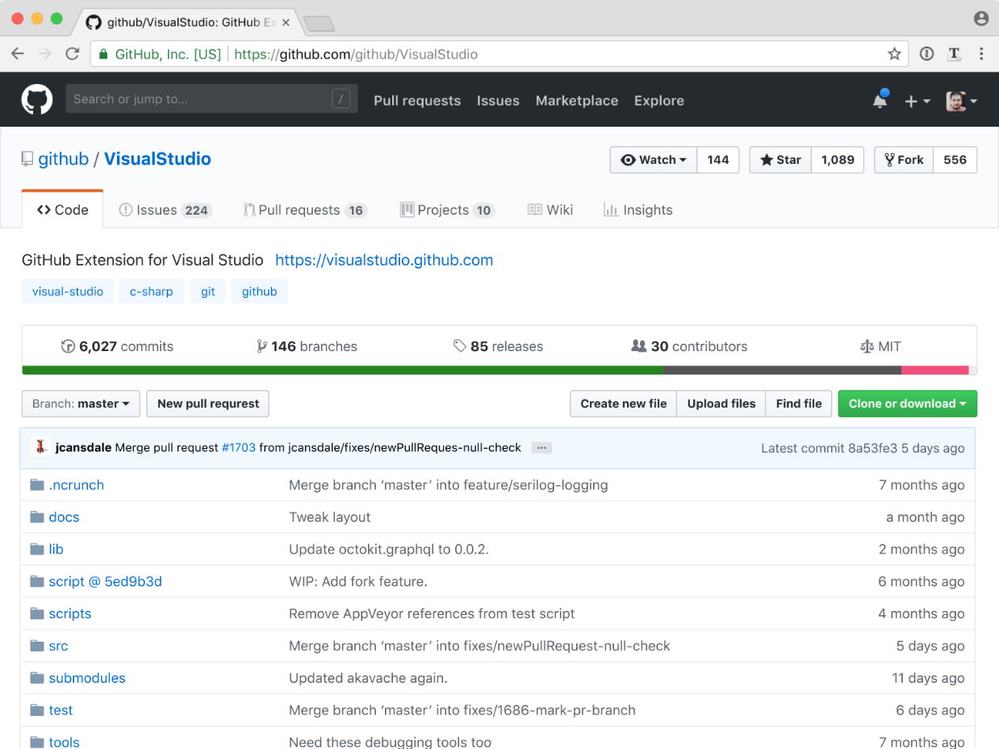 github/VisualStudio: GitHub Ex
GitHub, Inc. [US] https://github.com/github/VisualStudio
Search or jump to... / Pull requests Issues Marketplace Explore
github / VisualStudio Watch 144 Star 1,089 Fork 556
Code Issues 224 Pull requests 16 Projects 10 Wiki Insights
GitHub Extension for Visual Studio https://visualstudio.github.com
visual-studio c-sharp git github
6,027 commits 146 branches 85 releases 30 contributors MIT
Branch: master New pull requrest Create new file Upload files Find file Clone or download
jcansdale Merge pull request #1703 from jcansdale/fixes/newPullReques-null-check ... Latest commit 8a53fe3 5 days ago
.ncrunch Merge branch ‘master’ into feature/serilog-logging 7 months ago
docs Tweak layout a month ago
lib Update octokit.graphql to 0.0.2. 2 months ago
script @ 5ed9b3d WIP: Add fork feature. 6 months ago
scripts Remove AppVeyor references from test script 4 months ago
src Merge branch ‘master’ into fixes/newPullRequest-null-check 5 days ago
submodules Updated akavache again. 11 days ago
test Merge branch ‘master’ into fixes/1686-mark-pr-branch 6 days ago
tools Need these debugging tools too 7 months ago